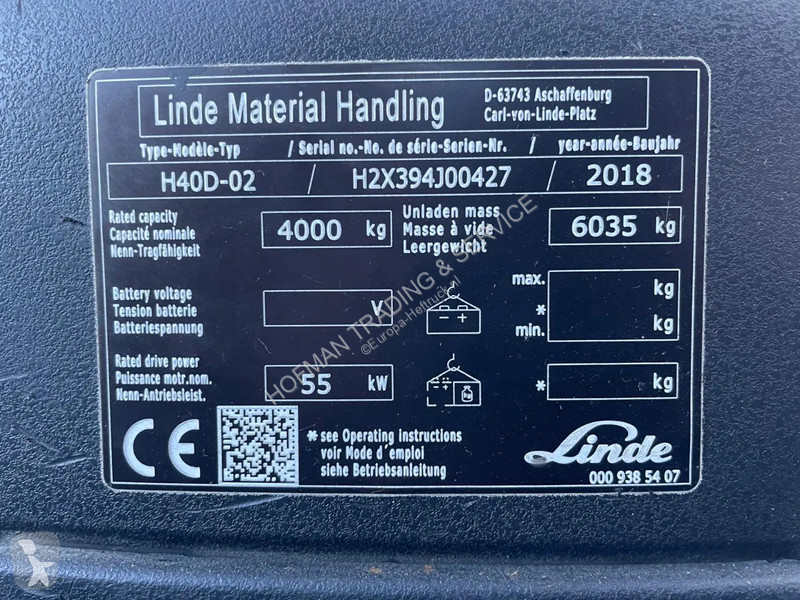 Linde Material Handling
D-63743 Aschaffenburg
Carl-von-Linde-Platz
Type-Modèle-Typ / Serial no.-No. de série-Serien-Nr. / year-année-Baujahr
H40D-02 / H2X394J00427 / 2018
Rated capacity
Capacité nominale
Nenn-Tragfähigkeit
4000 kg
Unladen mass
Masse à vide
Leergewicht
6035 kg
Battery voltage
Tension batterie
Batteriespannung
V
- +
max. kg
*
min. kg
Rated drive power
Puissance motr.nom.
Nenn-Antriebsleist.
55 kW
- + kg
* kg
CE
* see Operating instructions
voir Mode d´emploi
siehe Betriebsanleitung
Linde
000 938 54 07
HOFMAN TRADING & SERVICE
©Europa-Heftruck.nl